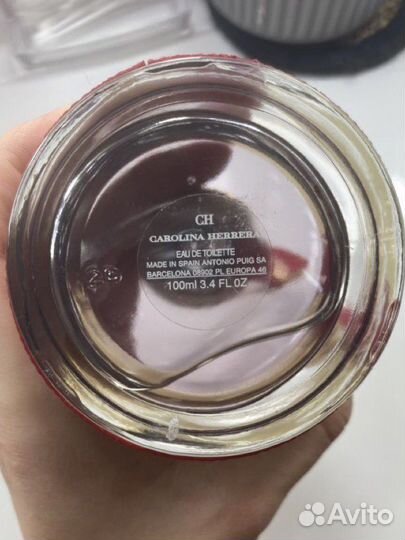 CH
CAROLINA HERRERA
EAU DE TOILETTE
MADE IN SPAIN ANTONIO PUIG SA
BARCELONA 08902 PL EUROPA 46
100ml 3.4 FL OZ
Avito